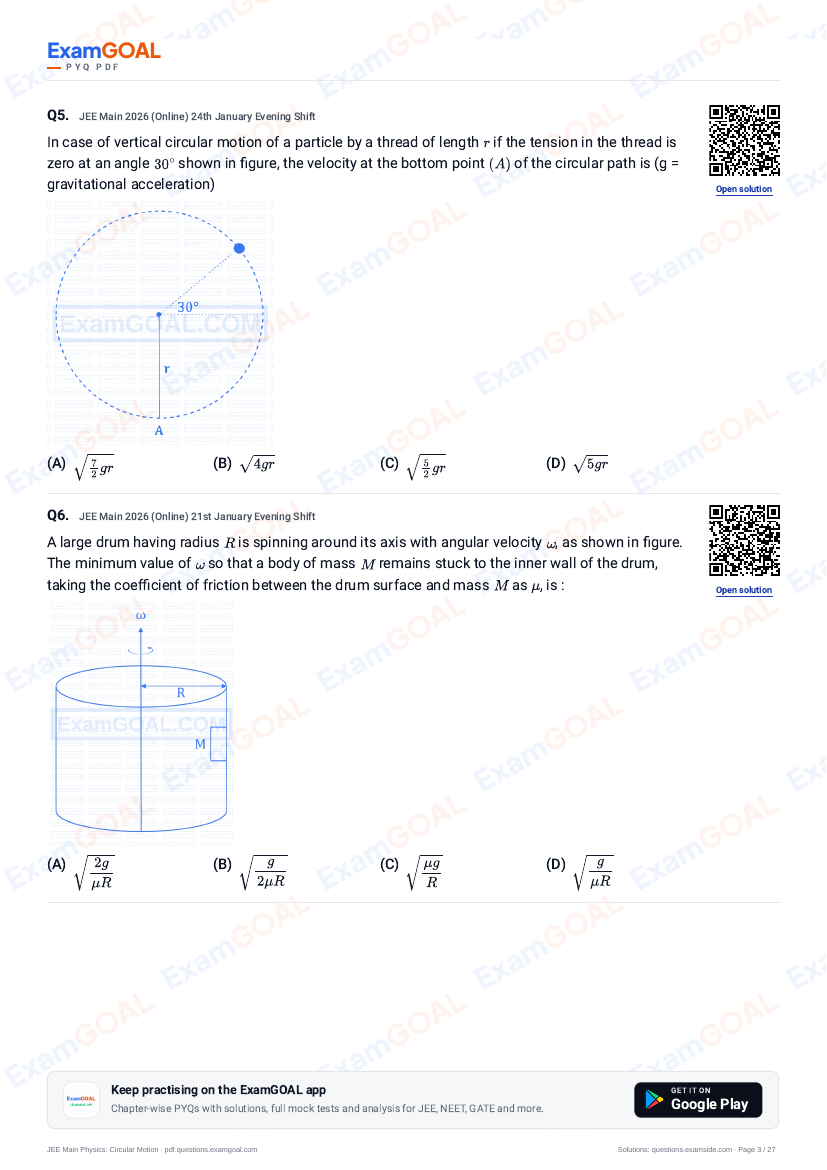 ExamGOAL
PYQ PDF
Q5. JEE Main 2026 (Online) 24th January Evening Shift
In case of vertical circular motion of a particle by a thread of length r if the tension in the thread is
zero at an angle 30° shown in figure, the velocity at the bottom point (A) of the circular path is (g =
gravitational acceleration)
Open solution
30°
ExamGOAL.COM
r
A
(A) √(7/2 gr) (B) √4gr (C) √(5/2 gr) (D) √5gr
Q6. JEE Main 2026 (Online) 21st January Evening Shift
A large drum having radius R is spinning around its axis with angular velocity ω, as shown in figure.
The minimum value of ω so that a body of mass M remains stuck to the inner wall of the drum,
taking the coefficient of friction between the drum surface and mass M as μ, is :
Open solution
ω
R
ExamGOAL.COM
M
(A) √(2g/μR) (B) √(g/2μR) (C) √(μg/R) (D) √(g/μR)
Keep practising on the ExamGOAL app
Chapter-wise PYQs with solutions, full mock tests and analysis for JEE, NEET, GATE and more.
GET IT ON
Google Play
JEE Main Physics: Circular Motion · pdf.questions.examgoal.com
Solutions: questions.examside.com · Page 3 / 27